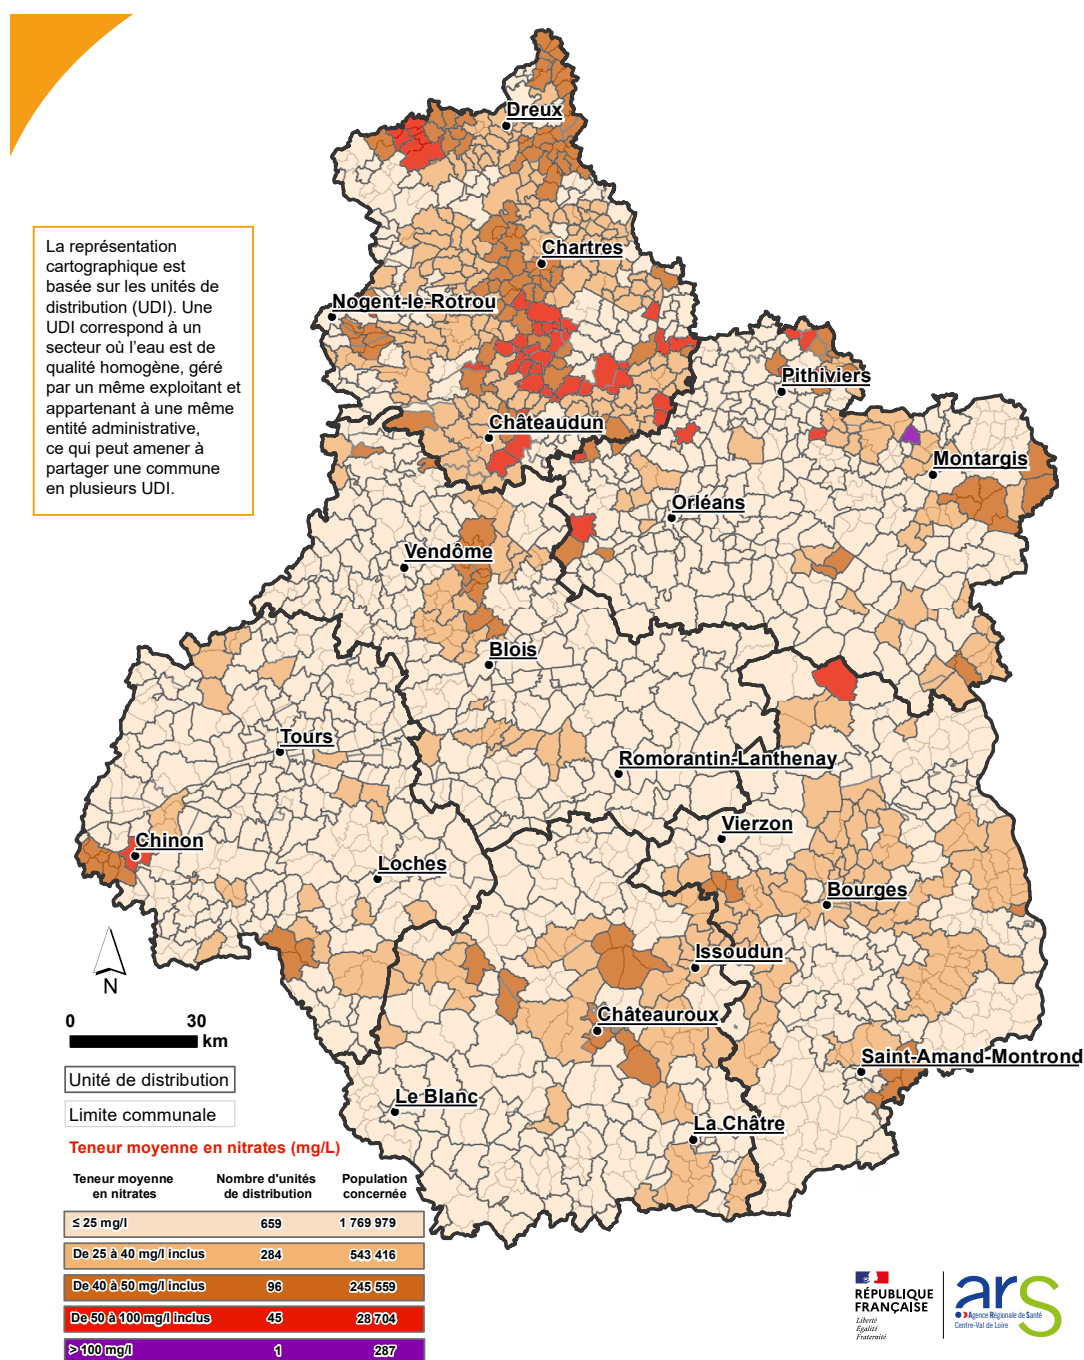 Dreux
La représentation
cartographique est
basée sur les unités de
distribution (UDI). Une
UDI correspond à un
secteur où l'eau est de
qualité homogène, géré
par un même exploitant et
appartenant à une même
entité administrative,
ce qui peut amener à
partager une commune
en plusieurs UDI.
Chartres
Nogent-le-Rotrou
Pithiviers
Châteaudun
Montargis
Orléans
Vendôme
Blois
Tours
Romorantin-Lanthenay
Vierzon
Chinon
Loches
Bourges
Issoudun
N
Châteauroux
0 30
km
Saint-Amand-Montrond
Unité de distribution
Le Blanc
Limite communale
La Châtre
Teneur moyenne en nitrates (mg/L)
Teneur moyenne Nombre d'unités Population
en nitrates de distribution concernée
≤ 25 mg/l 659 1 769 979
De 25 à 40 mg/l inclus 284 543 416
De 40 à 50 mg/l inclus 96 245 559
De 50 à 100 mg/l inclus 45 28 704
> 100 mg/l 1 287
RÉPUBLIQUE
FRANÇAISE
Liberté
Égalité
Fraternité
ars
Agence Régionale de Santé
Centre-Val de Loire